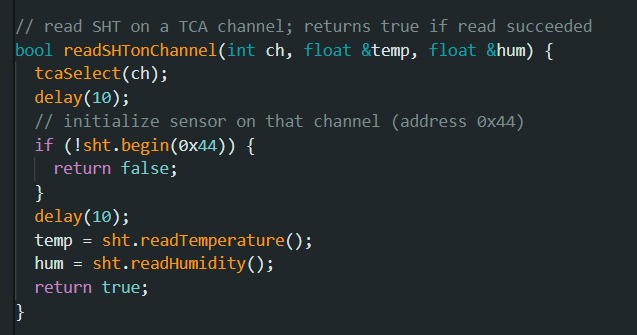 // read SHT on a TCA channel; returns true if read succeeded
bool readSHTonChannel(int ch, float &temp, float &hum) {
  tcaSelect(ch);
  delay(10);
  // initialize sensor on that channel (address 0x44)
  if (!sht.begin(0x44)) {
    return false;
  }
  delay(10);
  temp = sht.readTemperature();
  hum = sht.readHumidity();
  return true;
}